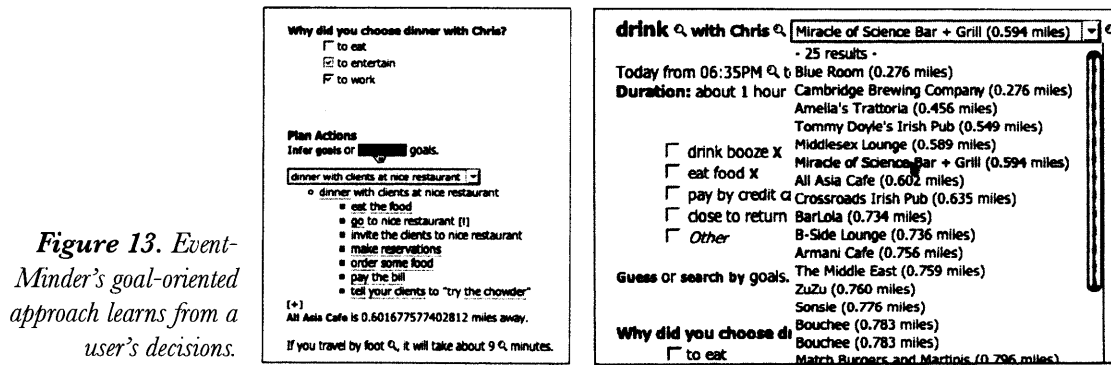 Figure 13. Event-
Minder's goal-oriented
approach learns from a
user's decisions.
Why did you choose dinner with Chris?
to eat
to entertain
to work
Plan Actions
Infer goals or goals.
dinner with clients at nice restaurant
dinner with clients at nice restaurant
eat the food
go to nice restaurant [!]
invite the clients to nice restaurant
make reservations
order some food
pay the bill
tell your clients to "try the chowder"
[+]
All Asia Cafe is 0.601677577402812 miles away.
If you travel by foot, it will take about 9 minutes.
drink with Chris Miracle of Science Bar + Grill (0.594 miles)
- 25 results -
Today from 06:35PM t Blue Room (0.276 miles)
Duration: about 1 hour Cambridge Brewing Company (0.276 miles)
Amelia's Trattoria (0.456 miles)
Tommy Doyle's Irish Pub (0.549 miles)
drink booze X Middlesex Lounge (0.589 miles)
Miracle of Science Bar + Grill (0.594 miles)
eat food X All Asia Cafe (0.602 miles)
pay by credit ca Crossroads Irish Pub (0.635 miles)
close to return BarLola (0.734 miles)
Other B-Side Lounge (0.736 miles)
Armani Cafe (0.756 miles)
Guess or search by goals. The Middle East (0.759 miles)
ZuZu (0.760 miles)
Sonsie (0.776 miles)
Why did you choose di Bouchee (0.783 miles)
Bouchee (0.783 miles)
to eat Match Burgers and Martinis (0.796 miles)